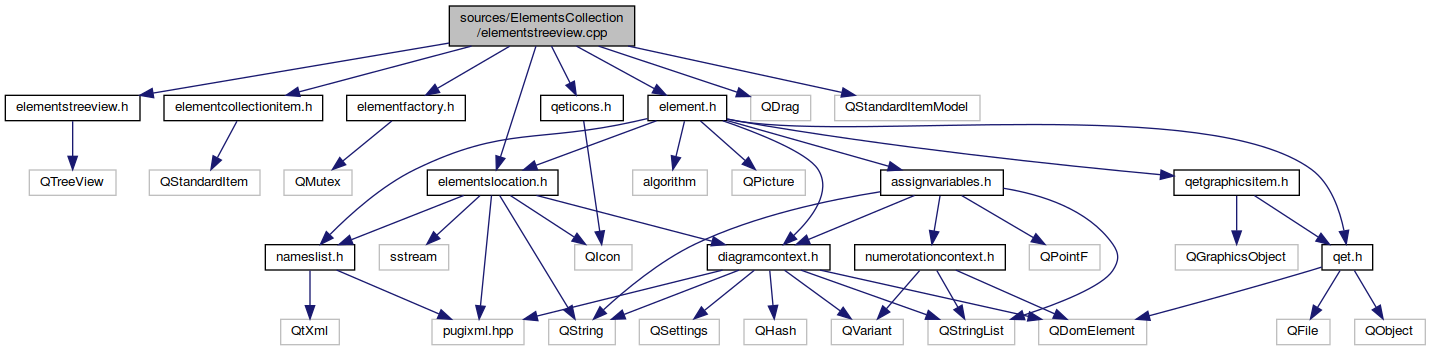 sources/ElementsCollection
/elementstreeview.cpp
elementstreeview.h
elementcollectionitem.h
elementfactory.h
qeticons.h
element.h
QDrag
QStandardItemModel
QTreeView
QStandardItem
QMutex
elementslocation.h
algorithm
QPicture
assignvariables.h
qetgraphicsitem.h
nameslist.h
sstream
QIcon
diagramcontext.h
numerotationcontext.h
QPointF
QGraphicsObject
qet.h
QtXml
pugixml.hpp
QString
QSettings
QHash
QVariant
QStringList
QDomElement
QFile
QObject